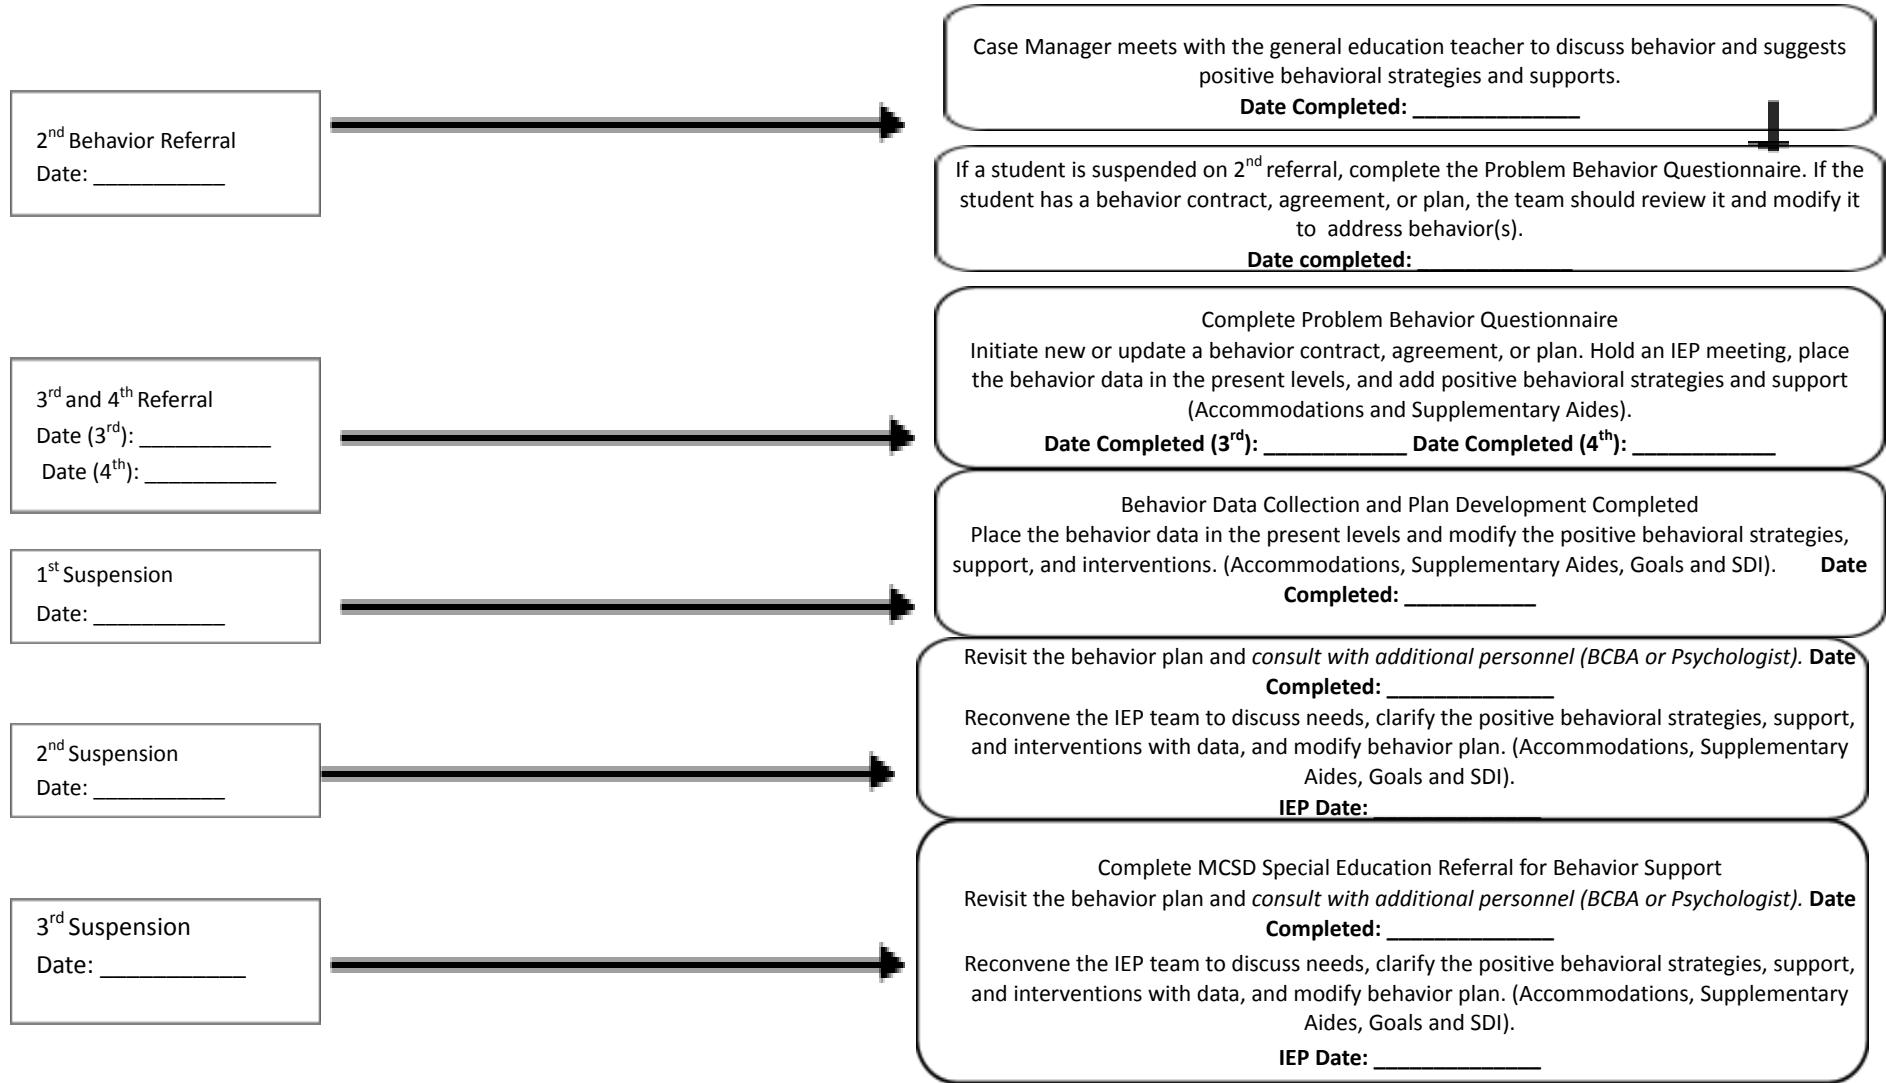 2nd Behavior Referral
Date: ___________
Case Manager meets with the general education teacher to discuss behavior and suggests
positive behavioral strategies and supports.
Date Completed: ______________
If a student is suspended on 2nd referral, complete the Problem Behavior Questionnaire. If the
student has a behavior contract, agreement, or plan, the team should review it and modify it
to address behavior(s).
Date completed: _____________
3rd and 4th Referral
Date (3rd): ___________
Date (4th): ___________
Complete Problem Behavior Questionnaire
Initiate new or update a behavior contract, agreement, or plan. Hold an IEP meeting, place
the behavior data in the present levels, and add positive behavioral strategies and support
(Accommodations and Supplementary Aides).
Date Completed (3rd): ____________ Date Completed (4th): ____________
1st Suspension
Date: ___________
Behavior Data Collection and Plan Development Completed
Place the behavior data in the present levels and modify the positive behavioral strategies,
support, and interventions. (Accommodations, Supplementary Aides, Goals and SDI). Date
Completed: ___________
2nd Suspension
Date: ___________
Revisit the behavior plan and consult with additional personnel (BCBA or Psychologist). Date
Completed: ______________
Reconvene the IEP team to discuss needs, clarify the positive behavioral strategies, support,
and interventions with data, and modify behavior plan. (Accommodations, Supplementary
Aides, Goals and SDI).
IEP Date: ______________
3rd Suspension
Date: ___________
Complete MCSD Special Education Referral for Behavior Support
Revisit the behavior plan and consult with additional personnel (BCBA or Psychologist). Date
Completed: ______________
Reconvene the IEP team to discuss needs, clarify the positive behavioral strategies, support,
and interventions with data, and modify behavior plan. (Accommodations, Supplementary
Aides, Goals and SDI).
IEP Date: ______________